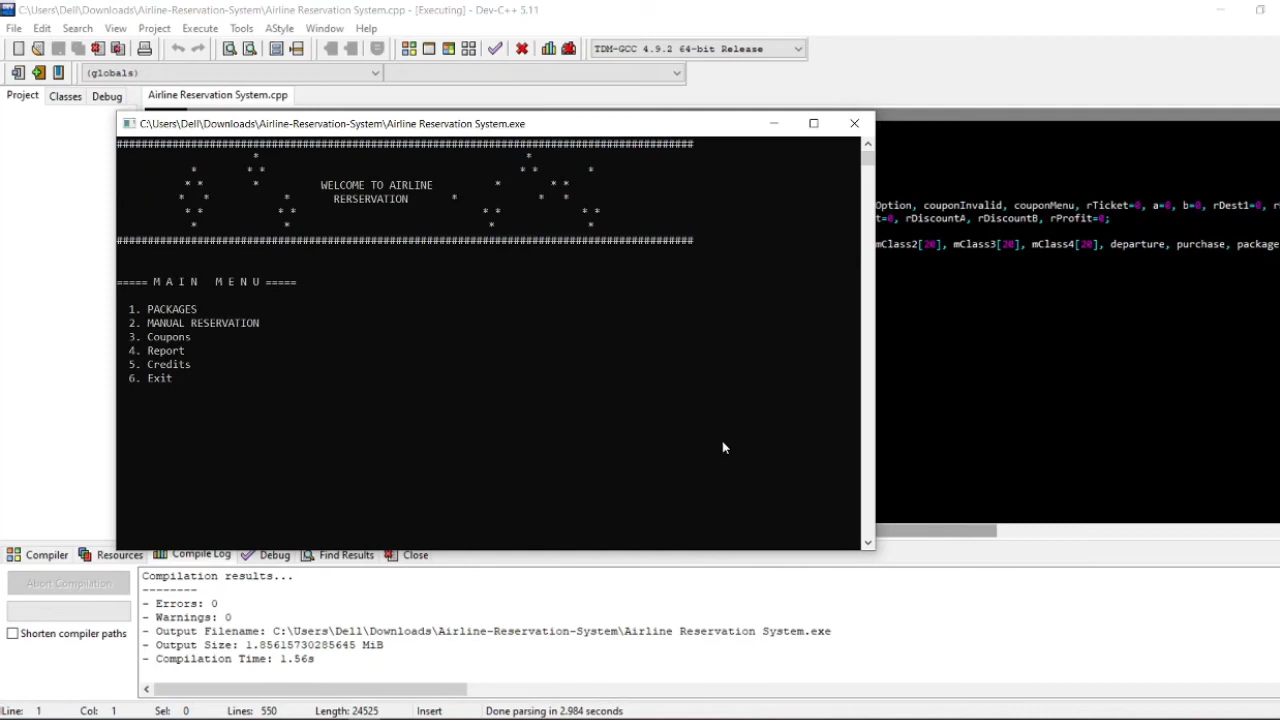 C:\Users\Dell\Downloads\Airline-Reservation-System\Airline Reservation System.cpp - [Executing] - Dev-C++ 5.11
File Edit Search View Project Execute Tools AStyle Window Help
TDM-GCC 4.9.2 64-bit Release
(globals)
Project Classes Debug Airline Reservation System.cpp
C:\Users\Dell\Downloads\Airline-Reservation-System\Airline Reservation System.exe
WELCOME TO AIRLINE
RERSERVATION
===== M A I N   M E N U =====
1. PACKAGES
2. MANUAL RESERVATION
3. Coupons
4. Report
5. Credits
6. Exit
Option, couponInvalid, couponMenu, rTicket=0, a=0, b=0, rDest1=0, r
t=0, rDiscountA, rDiscountB, rProfit=0;
mClass2[20], mClass3[20], mClass4[20], departure, purchase, package
Compiler Resources Compile Log Debug Find Results Close
Abort Compilation
Shorten compiler paths
Compilation results...
--------
- Errors: 0
- Warnings: 0
- Output Filename: C:\Users\Dell\Downloads\Airline-Reservation-System\Airline Reservation System.exe
- Output Size: 1.85615730285645 MiB
- Compilation Time: 1.56s
Line: 1 Col: 1 Sel: 0 Lines: 550 Length: 24525 Insert Done parsing in 2.984 seconds